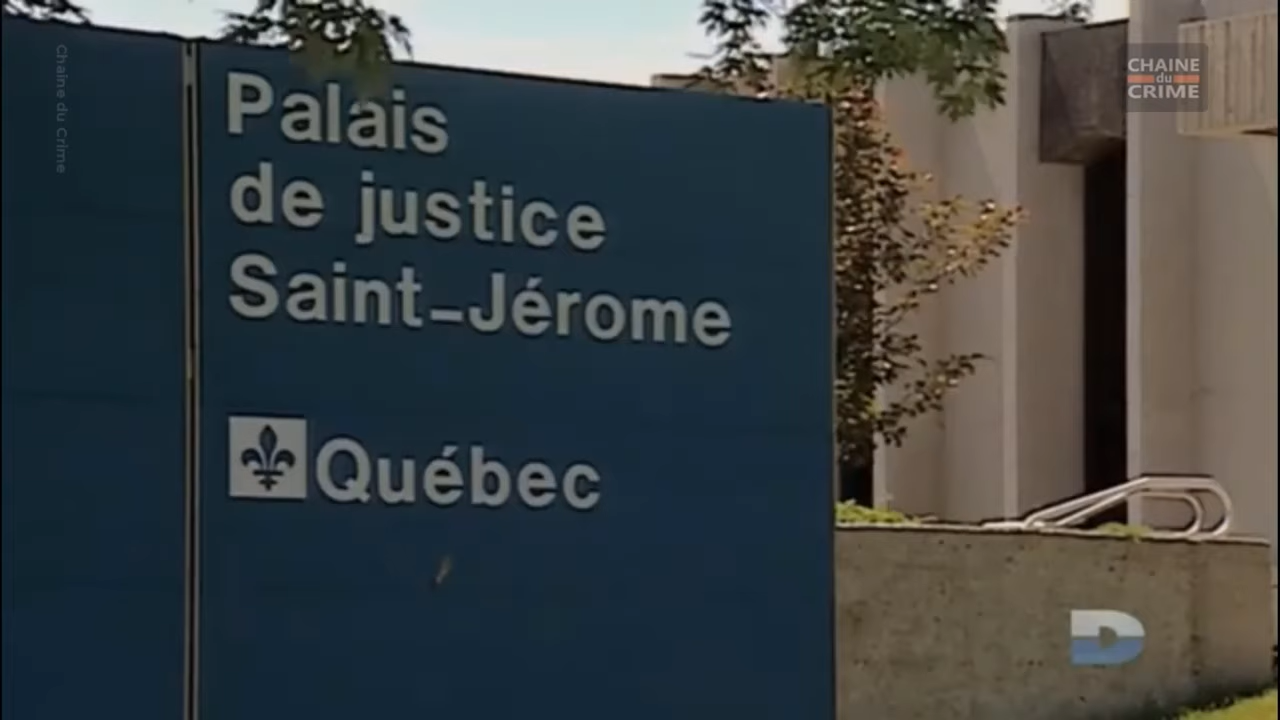 Palais
de justice
Saint-Jérome
Québec
Chaine du Crime
CHAINE
du
CRIME
D